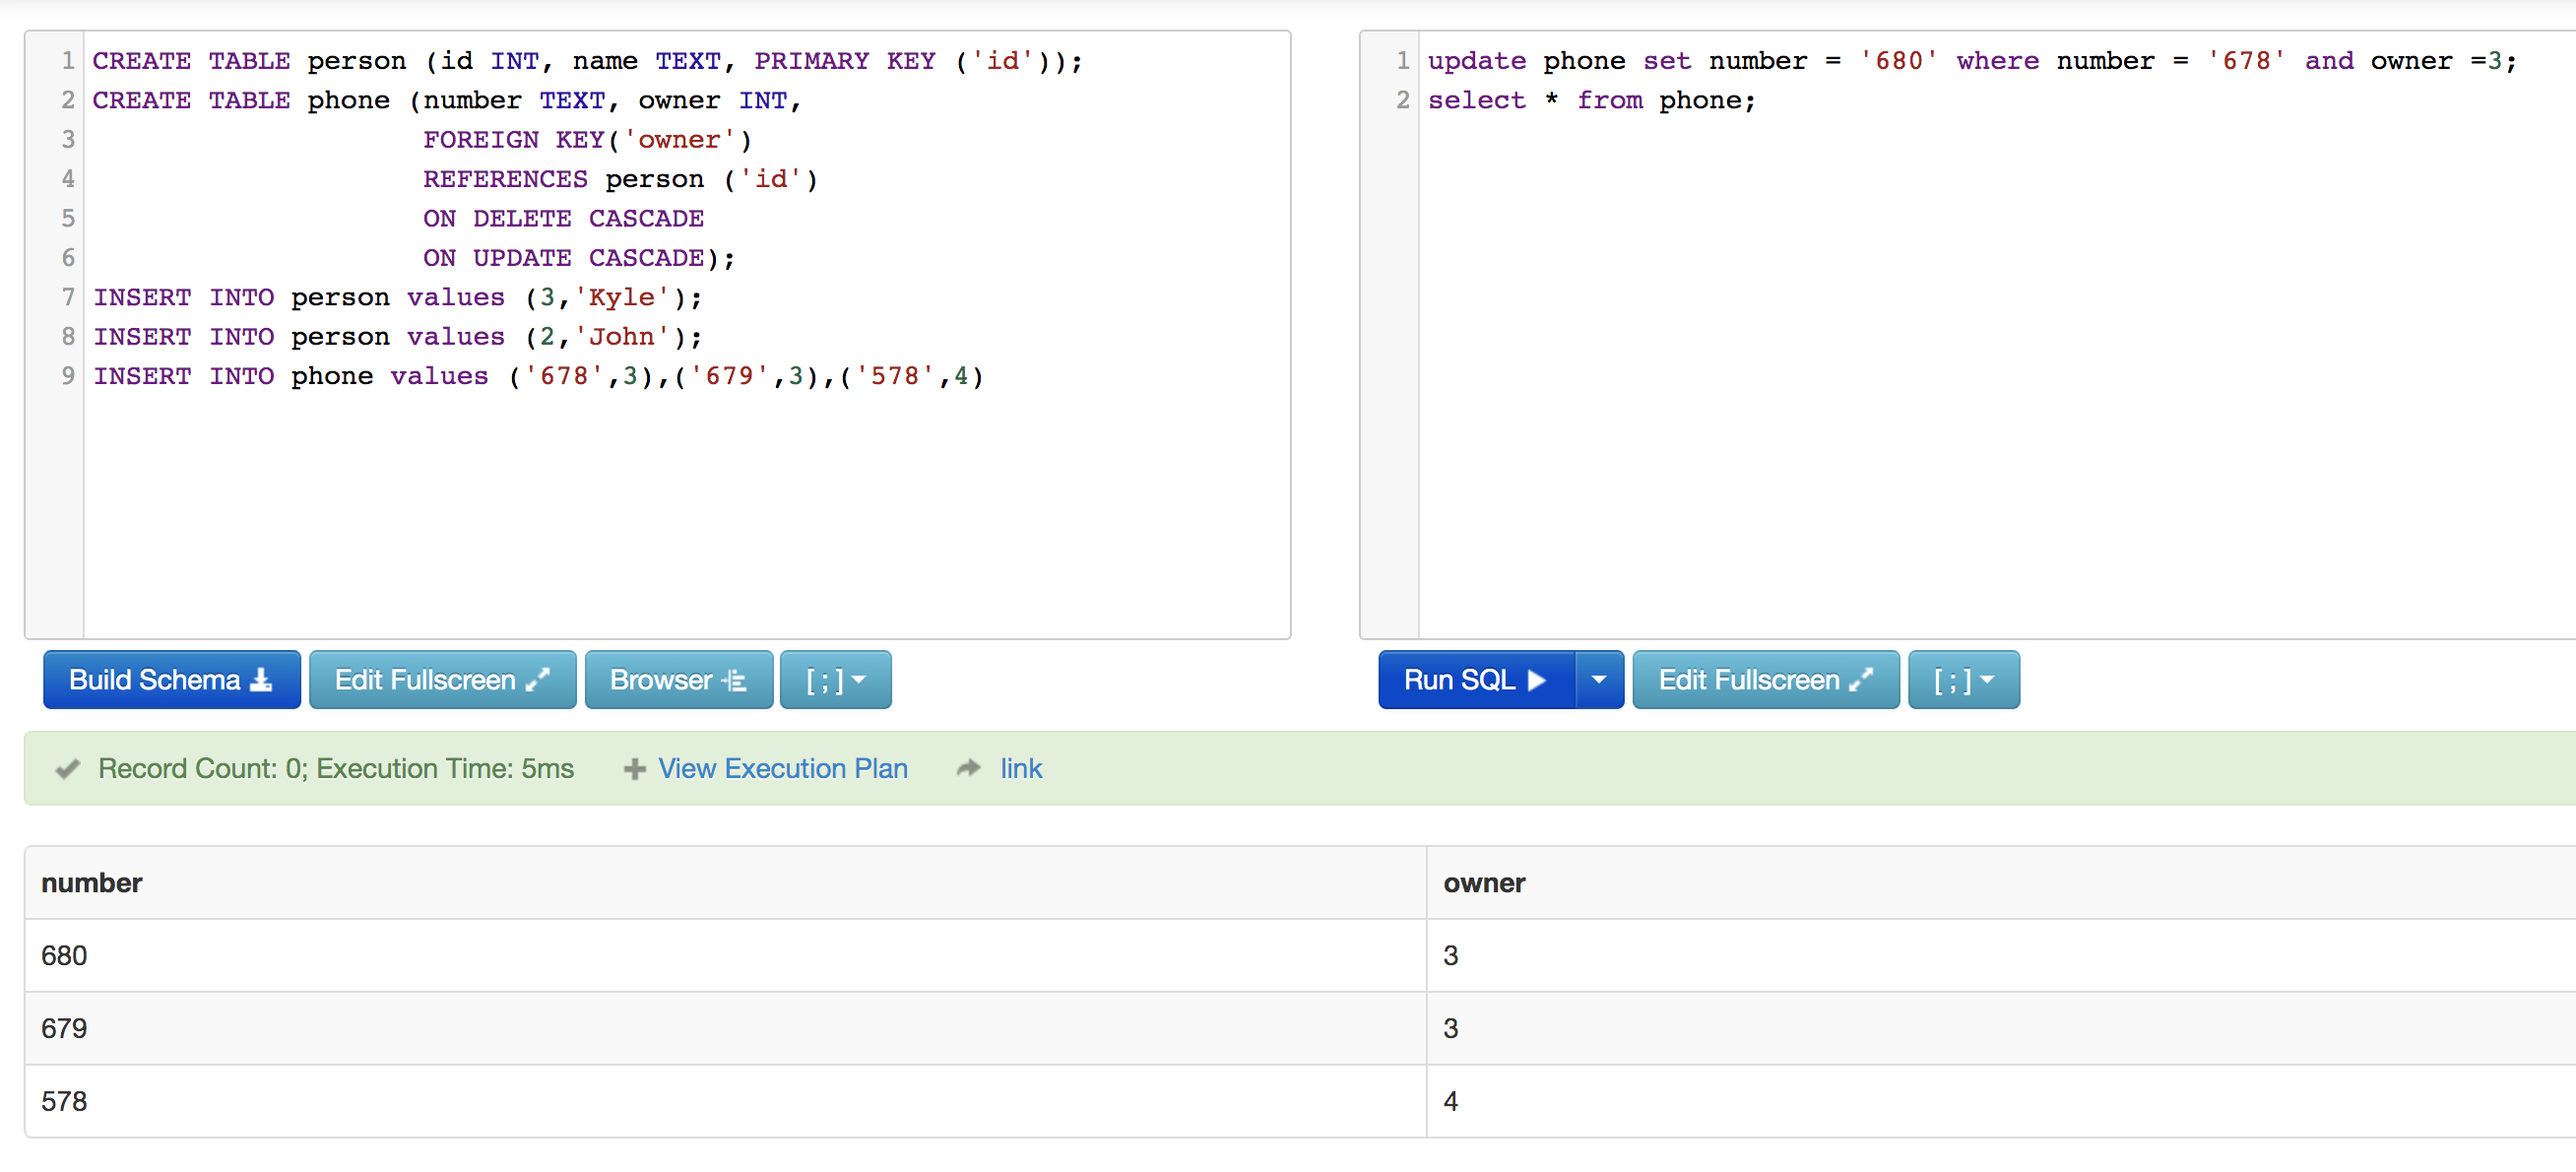 1 CREATE TABLE person (id INT, name TEXT, PRIMARY KEY ('id'));
2 CREATE TABLE phone (number TEXT, owner INT,
3 FOREIGN KEY('owner')
4 REFERENCES person ('id')
5 ON DELETE CASCADE
6 ON UPDATE CASCADE);
7 INSERT INTO person values (3,'Kyle');
8 INSERT INTO person values (2,'John');
9 INSERT INTO phone values ('678',3),('679',3),('578',4)
1 update phone set number = '680' where number = '678' and owner =3;
2 select * from phone;
Build Schema Edit Fullscreen Browser [ ; ]
Run SQL Edit Fullscreen [ ; ]
Record Count: 0; Execution Time: 5ms View Execution Plan link
number owner
680 3
679 3
578 4